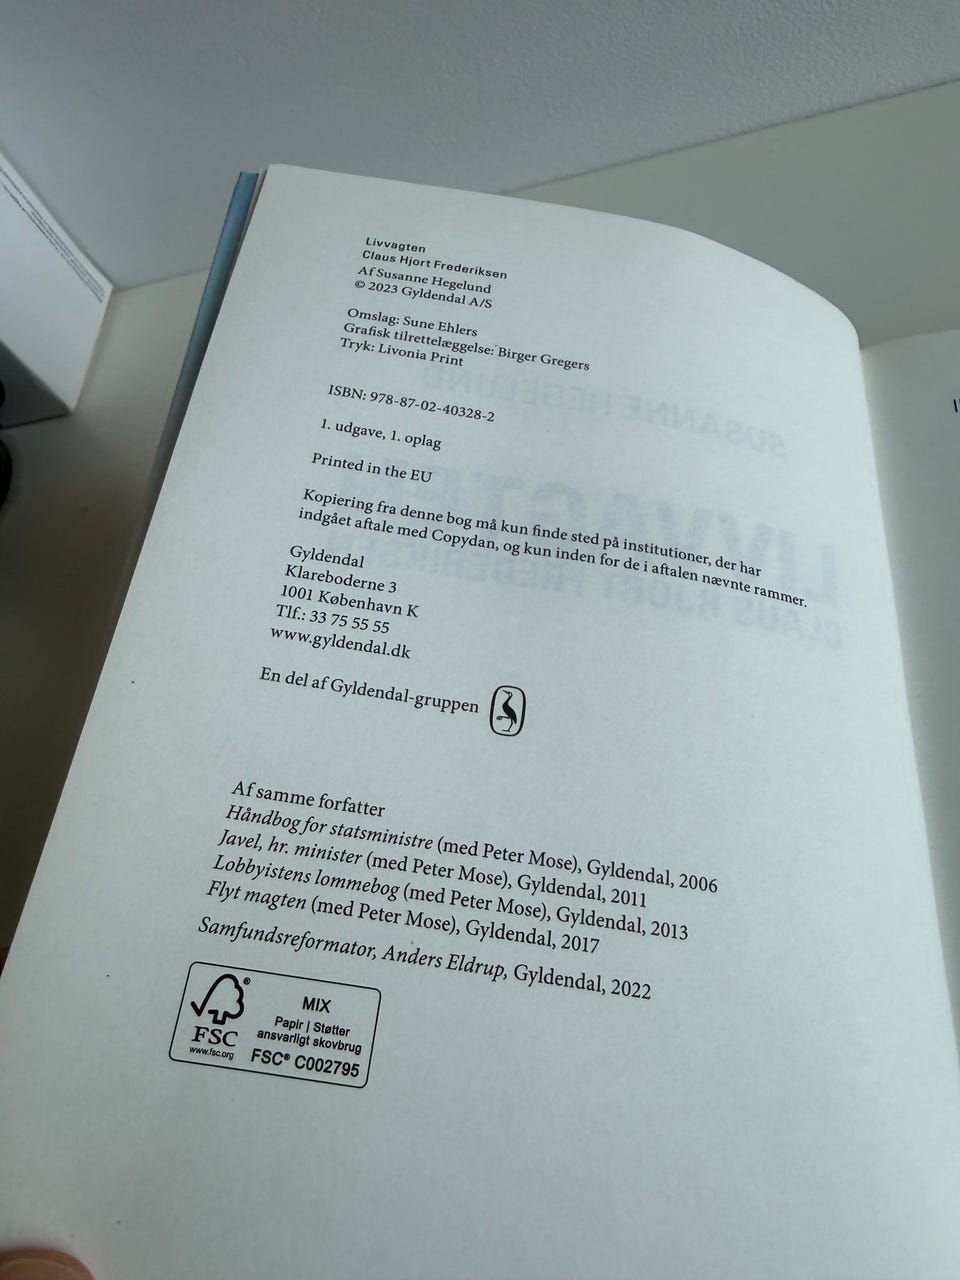 Livvagten
Claus Hjort Frederiksen
Af Susanne Hegelund
© 2023 Gyldendal A/S
Omslag: Sune Ehlers
Grafisk tilrettelæggelse: Birger Gregers
Tryk: Livonia Print
ISBN: 978-87-02-40328-2
1. udgave, 1. oplag
Printed in the EU
Kopiering fra denne bog må kun finde sted på institutioner, der har
indgået aftale med Copydan, og kun inden for de i aftalen nævnte rammer.
Gyldendal
Klareboderne 3
1001 København K
Tlf.: 33 75 55 55
www.gyldendal.dk
En del af Gyldendal-gruppen
Af samme forfatter
Håndbog for statsministre (med Peter Mose), Gyldendal, 2006
Javel, hr. minister (med Peter Mose), Gyldendal, 2011
Lobbyistens lommebog (med Peter Mose), Gyldendal, 2013
Flyt magten (med Peter Mose), Gyldendal, 2017
Samfundsreformator, Anders Eldrup, Gyldendal, 2022
FSC
www.fsc.org
MIX
Papir | Støtter
ansvarligt skovbrug
FSC® C002795